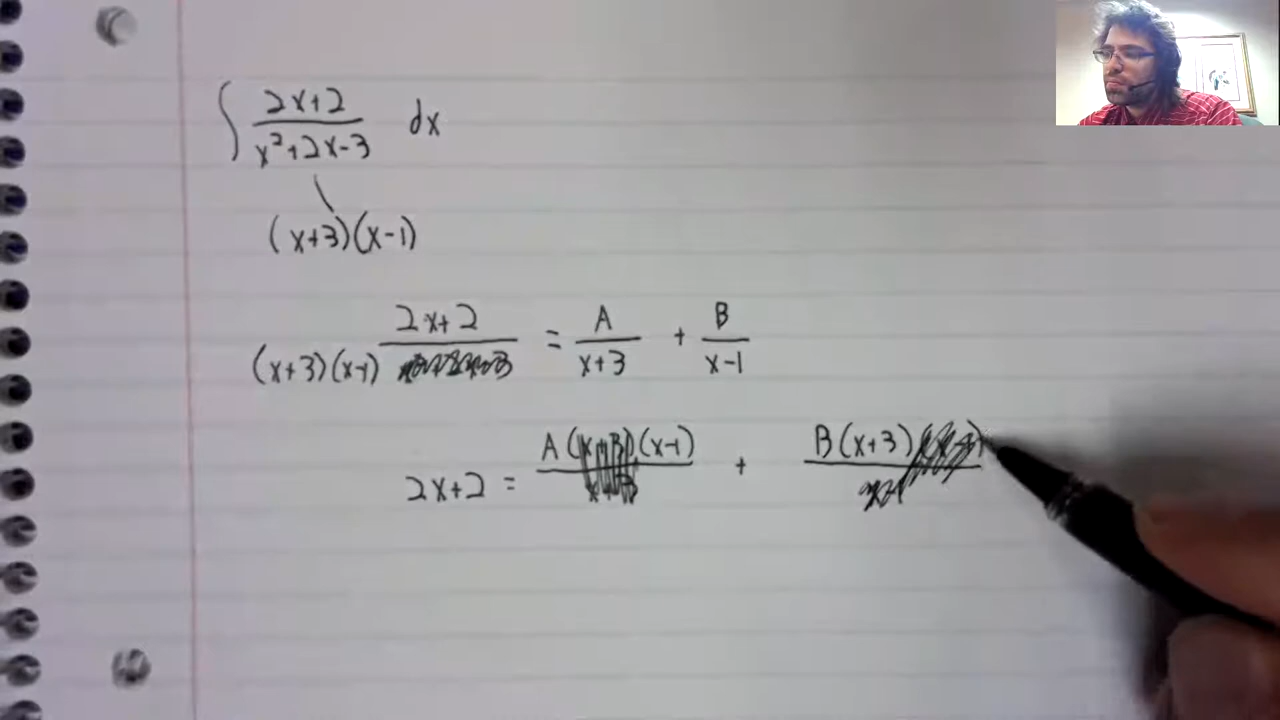 ∫ (2x+2)/(x²+2x-3) dx
(x+3)(x-1)
(x+3)(x-1) 2x+2 = A/(x+3) + B/(x-1)
2x+2 = A (x-1) + B(x+3)